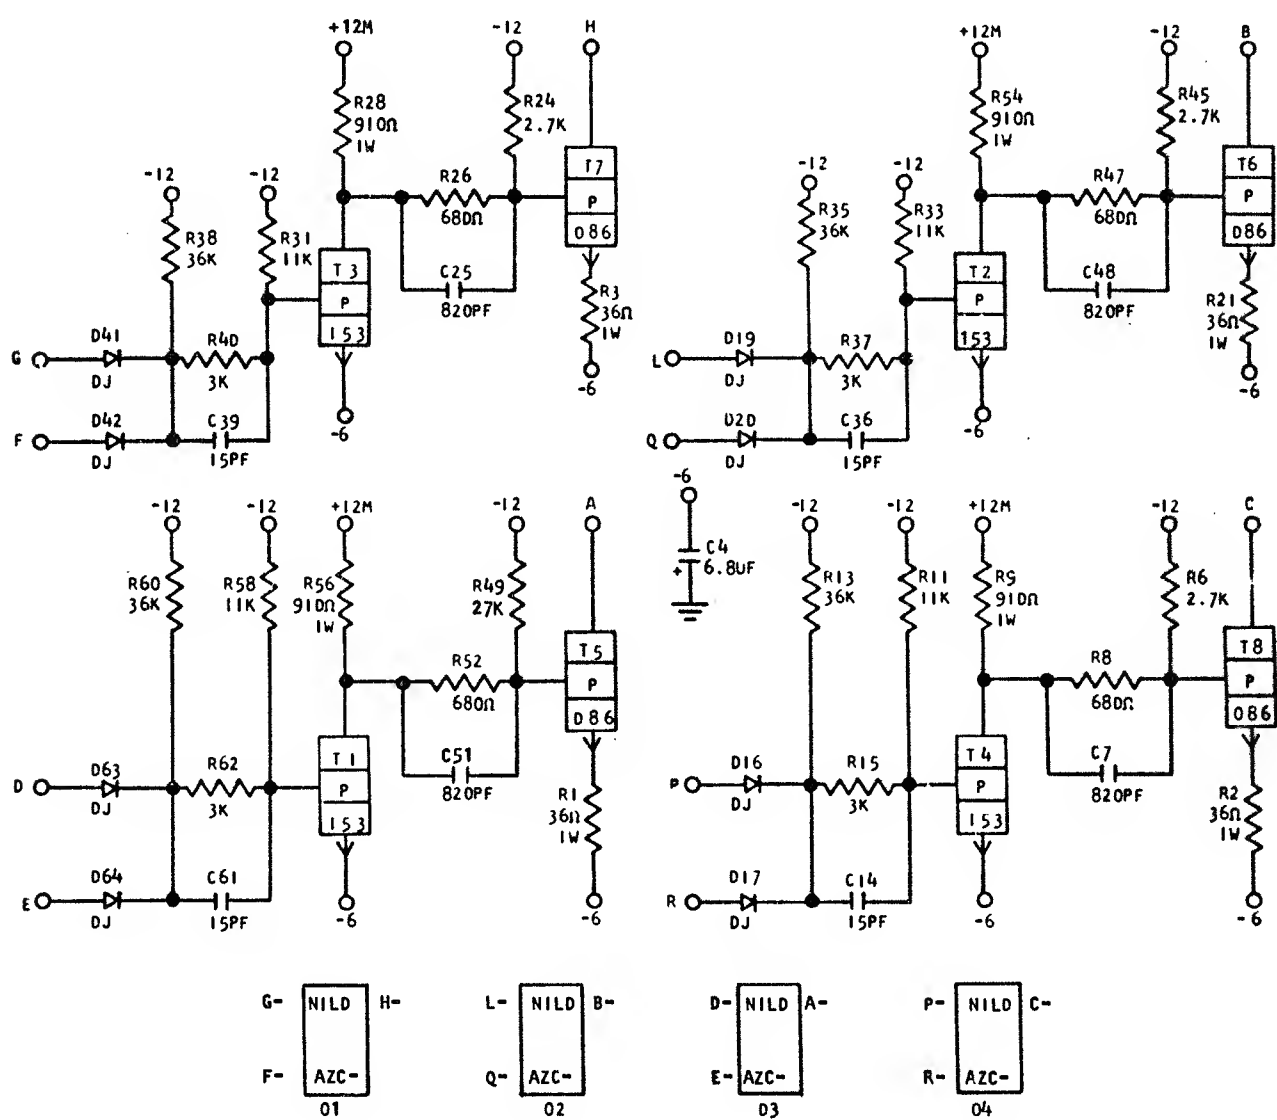 +12M
-12
H
R28
910Ω
1W
R24
2.7K
-12
-12
R38
36K
R31
11K
R26
680Ω
C25
820PF
T7
P
086
T3
P
153
R3
36Ω
1W
-6
G
D41
DJ
R40
3K
F
D42
DJ
C39
15PF
-6
+12M
-12
B
R54
910Ω
1W
R45
2.7K
-12
-12
R35
36K
R33
11K
R47
680Ω
C48
820PF
T6
P
086
T2
P
153
R21
36Ω
1W
-6
L
D19
DJ
R37
3K
Q
D20
DJ
C36
15PF
-6
-6
C4
6.8UF
+
-12
-12
+12M
-12
A
R60
36K
R58
11K
R56
910Ω
1W
R49
27K
R52
680Ω
C51
820PF
T5
P
086
T1
P
153
R1
36Ω
1W
-6
D
D63
DJ
R62
3K
E
D64
DJ
C61
15PF
-6
-12
-12
+12M
-12
C
R13
36K
R11
11K
R9
910Ω
1W
R6
2.7K
R8
680Ω
C7
820PF
T8
P
086
T4
P
153
R2
36Ω
1W
-6
P
D16
DJ
R15
3K
R
D17
DJ
C14
15PF
-6
G- NILD H-
F- AZC-
01
L- NILD B-
Q- AZC-
02
D- NILD A-
E- AZC-
03
P- NILD C-
R- AZC-
04